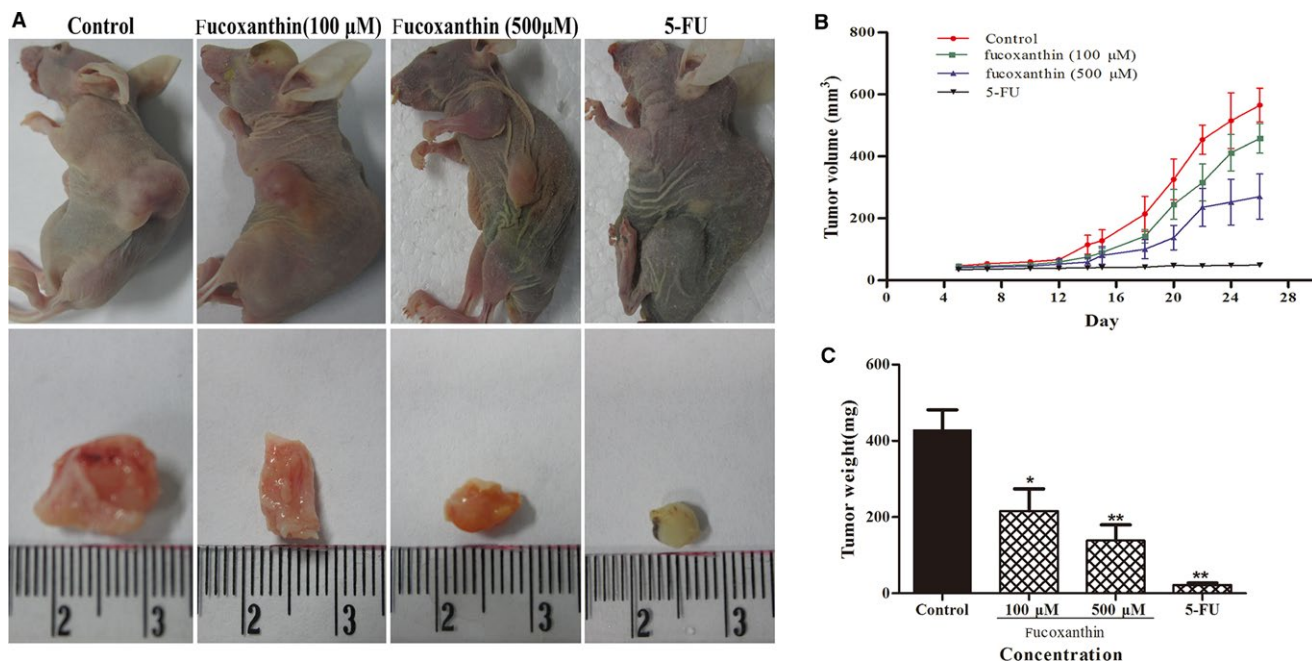 A
Control Fucoxanthin(100 µM) Fucoxanthin (500µM) 5-FU
2 3 2 3 2 3 2 3
B
Control
fucoxanthin (100 µM)
fucoxanthin (500 µM)
5-FU
Tumor volume (mm³)
800
600
400
200
0
0 4 8 12 16 20 24 28
Day
C
Tumor weight(mg)
600
400
200
0
* ** **
Control 100 µM 500 µM 5-FU
Fucoxanthin
Concentration